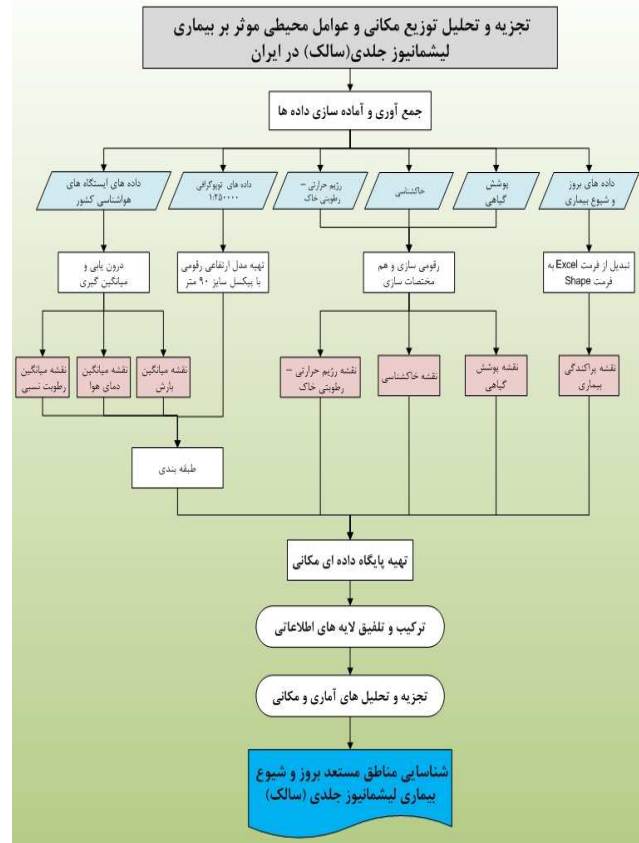 تجزیه و تحلیل توزیع مکانی و عوامل محیطی موثر بر بیماری
لیشمانیوز جلدی(سالک) در ایران
جمع آوری و آماده سازی داده ها
داده های بروز
و شیوع بیماری
پوشش
گیاهی
خاکشناسی
رژیم حرارتی –
رطوبتی خاک
داده های توپوگرافی
۱:۲۵۰۰۰۰
داده های ایستگاه های
هواشناسی کشور
تبدیل از فرمت Excel به
فرمت Shape
رقومی سازی و هم
مختصات سازی
تهیه مدل ارتفاعی رقومی
با پیکسل سایز ۹۰ متر
درون یابی و
میانگین گیری
نقشه پراکندگی
بیماری
نقشه پوشش
گیاهی
نقشه خاکشناسی
نقشه رژیم حرارتی –
رطوبتی خاک
نقشه میانگین
بارش
نقشه میانگین
دمای هوا
نقشه میانگین
رطوبت نسبی
طبقه بندی
تهیه پایگاه داده ای مکانی
ترکیب و تلفیق لایه های اطلاعاتی
تجزیه و تحلیل های آماری و مکانی
شناسایی مناطق مستعد بروز و شیوع
بیماری لیشمانیوز جلدی (سالک)